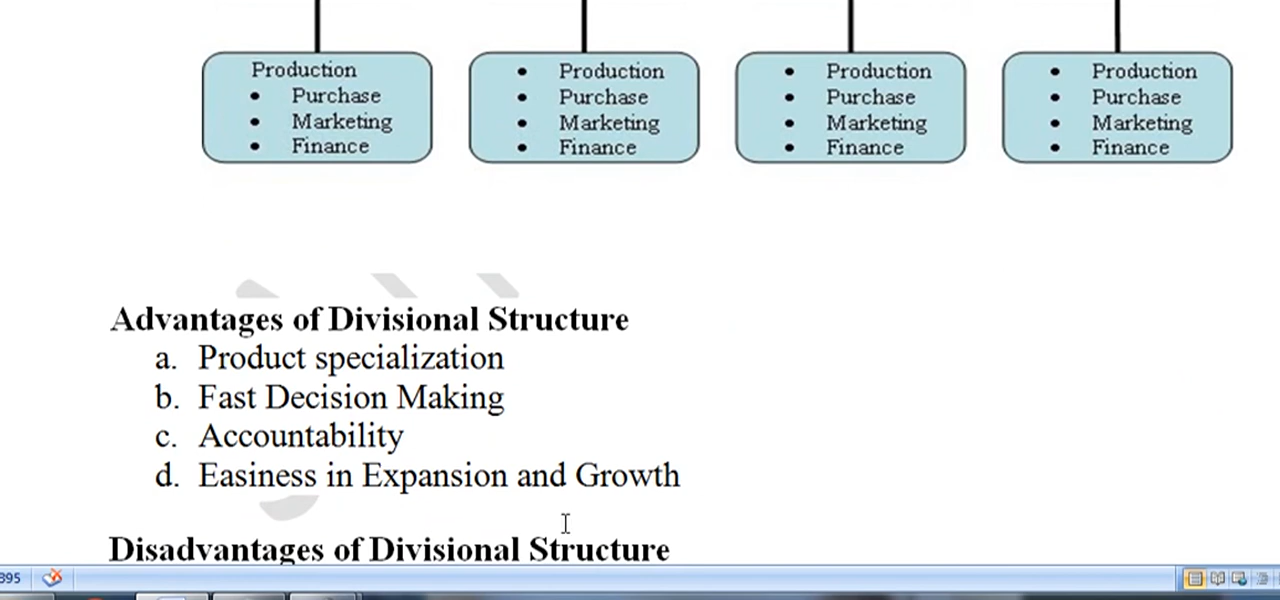 Production
• Purchase
• Marketing
• Finance
• Production
• Purchase
• Marketing
• Finance
• Production
• Purchase
• Marketing
• Finance
• Production
• Purchase
• Marketing
• Finance
Advantages of Divisional Structure
a. Product specialization
b. Fast Decision Making
c. Accountability
d. Easiness in Expansion and Growth
Disadvantages of Divisional Structure
395